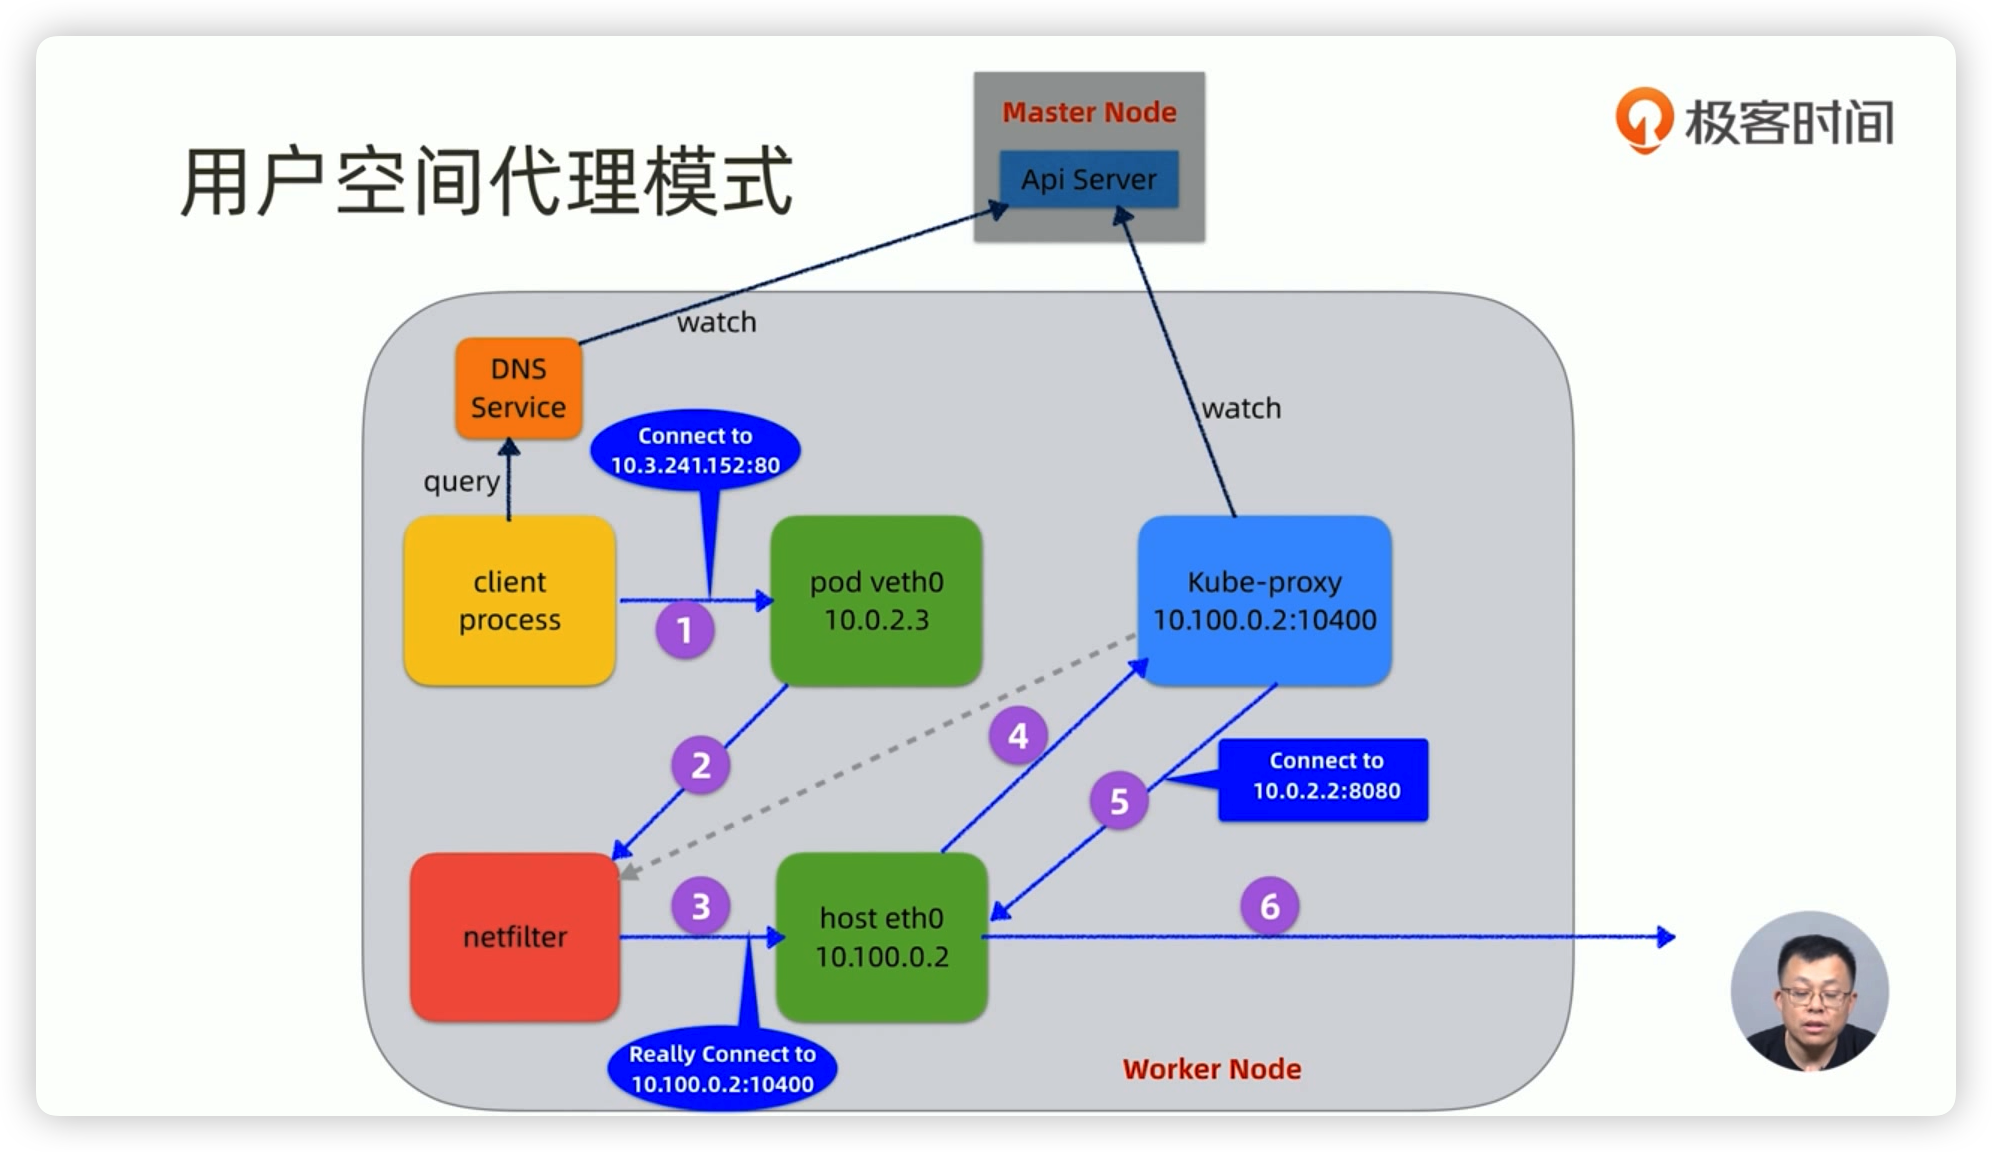 用户空间代理模式
极客时间
Master Node
Api Server
watch
watch
DNS
Service
query
Connect to
10.3.241.152:80
client
process
1
pod veth0
10.0.2.3
Kube-proxy
10.100.0.2:10400
2
4
5
Connect to
10.0.2.2:8080
netfilter
3
host eth0
10.100.0.2
6
Really Connect to
10.100.0.2:10400
Worker Node